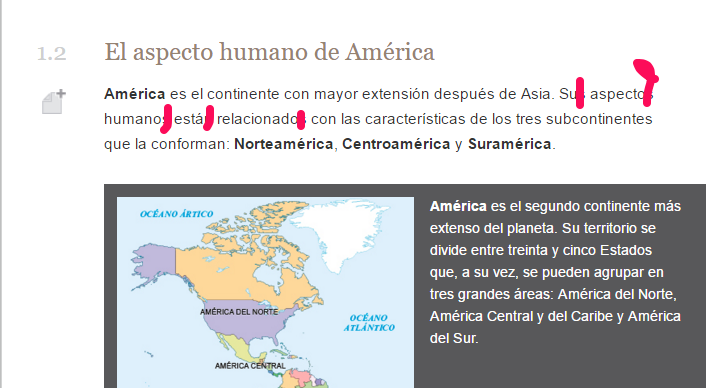 1.2 El aspecto humano de América
América es el continente con mayor extensión después de Asia. Sus aspectos
humanos están relacionados con las características de los tres subcontinentes
que la conforman: Norteamérica, Centroamérica y Suramérica.
OCÉANO ÁRTICO
AMÉRICA DEL NORTE
OCÉANO
ATLÁNTICO
AMÉRICA CENTRAL
América es el segundo continente más
extenso del planeta. Su territorio se
divide entre treinta y cinco Estados
que, a su vez, se pueden agrupar en
tres grandes áreas: América del Norte,
América Central y del Caribe y América
del Sur.